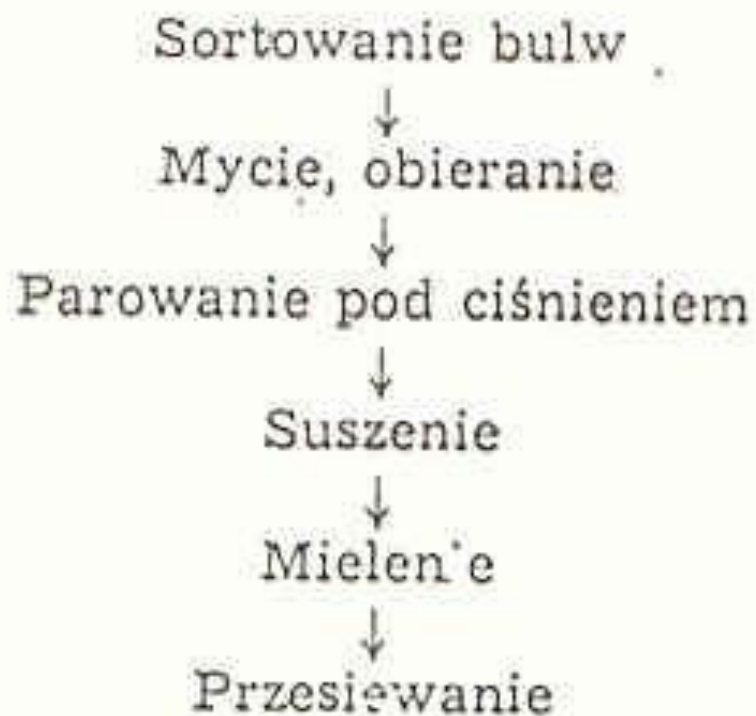 Sortowanie bulw
↓
Mycie, obieranie
↓
Parowanie pod ciśnieniem
↓
Suszenie
↓
Mielenie
↓
Przesiewanie